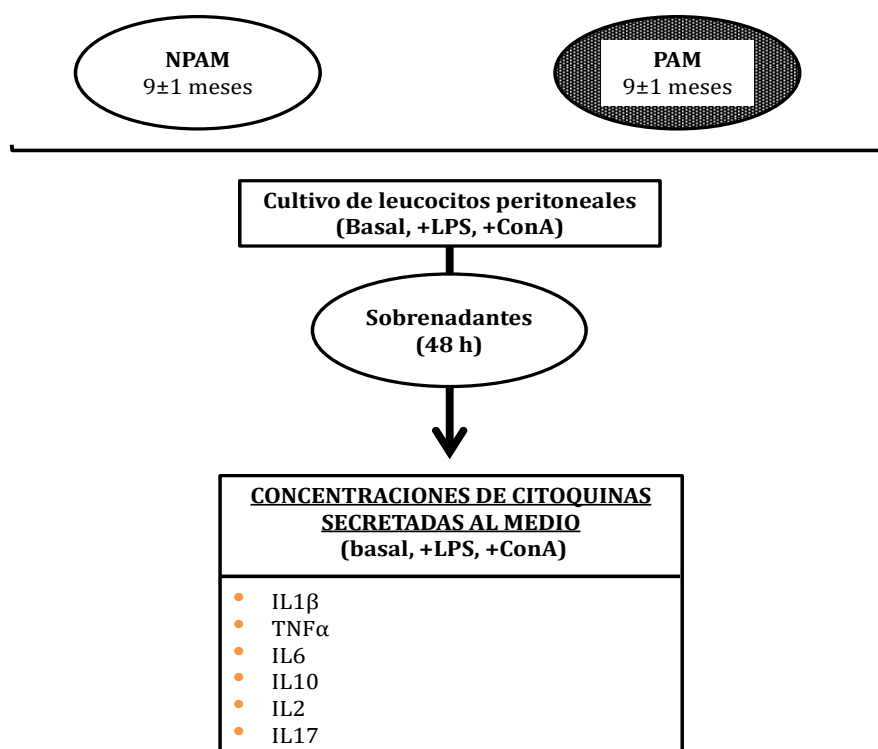 NPAM
9±1 meses
PAM
9±1 meses
Cultivo de leucocitos peritoneales
(Basal, +LPS, +ConA)
Sobrenadantes
(48 h)
CONCENTRACIONES DE CITOQUINAS
SECRETADAS AL MEDIO
(basal, +LPS, +ConA)
• IL1β
• TNFα
• IL6
• IL10
• IL2
• IL17